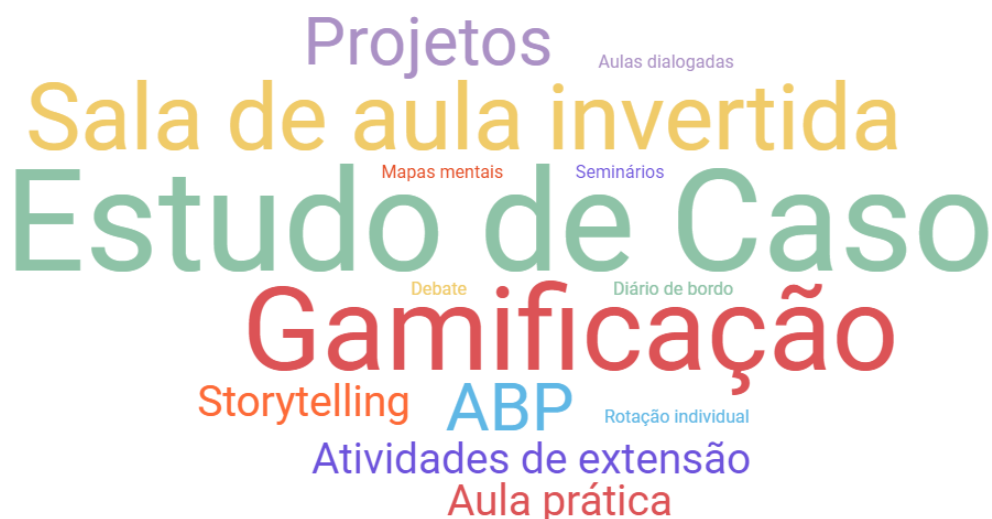 Projetos
Aulas dialogadas
Sala de aula invertida
Mapas mentais
Seminários
Estudo de Caso
Debate
Diário de bordo
Gamificação
Storytelling
ABP
Rotação individual
Atividades de extensão
Aula prática